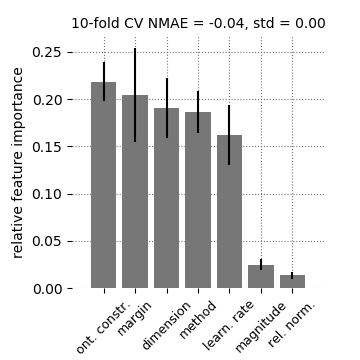 10-fold CV NMAE = -0.04, std = 0.00
relative feature importance
0.25
0.20
0.15
0.10
0.05
0.00
ont. constr.
margin
dimension
method
learn. rate
magnitude
rel. norm.